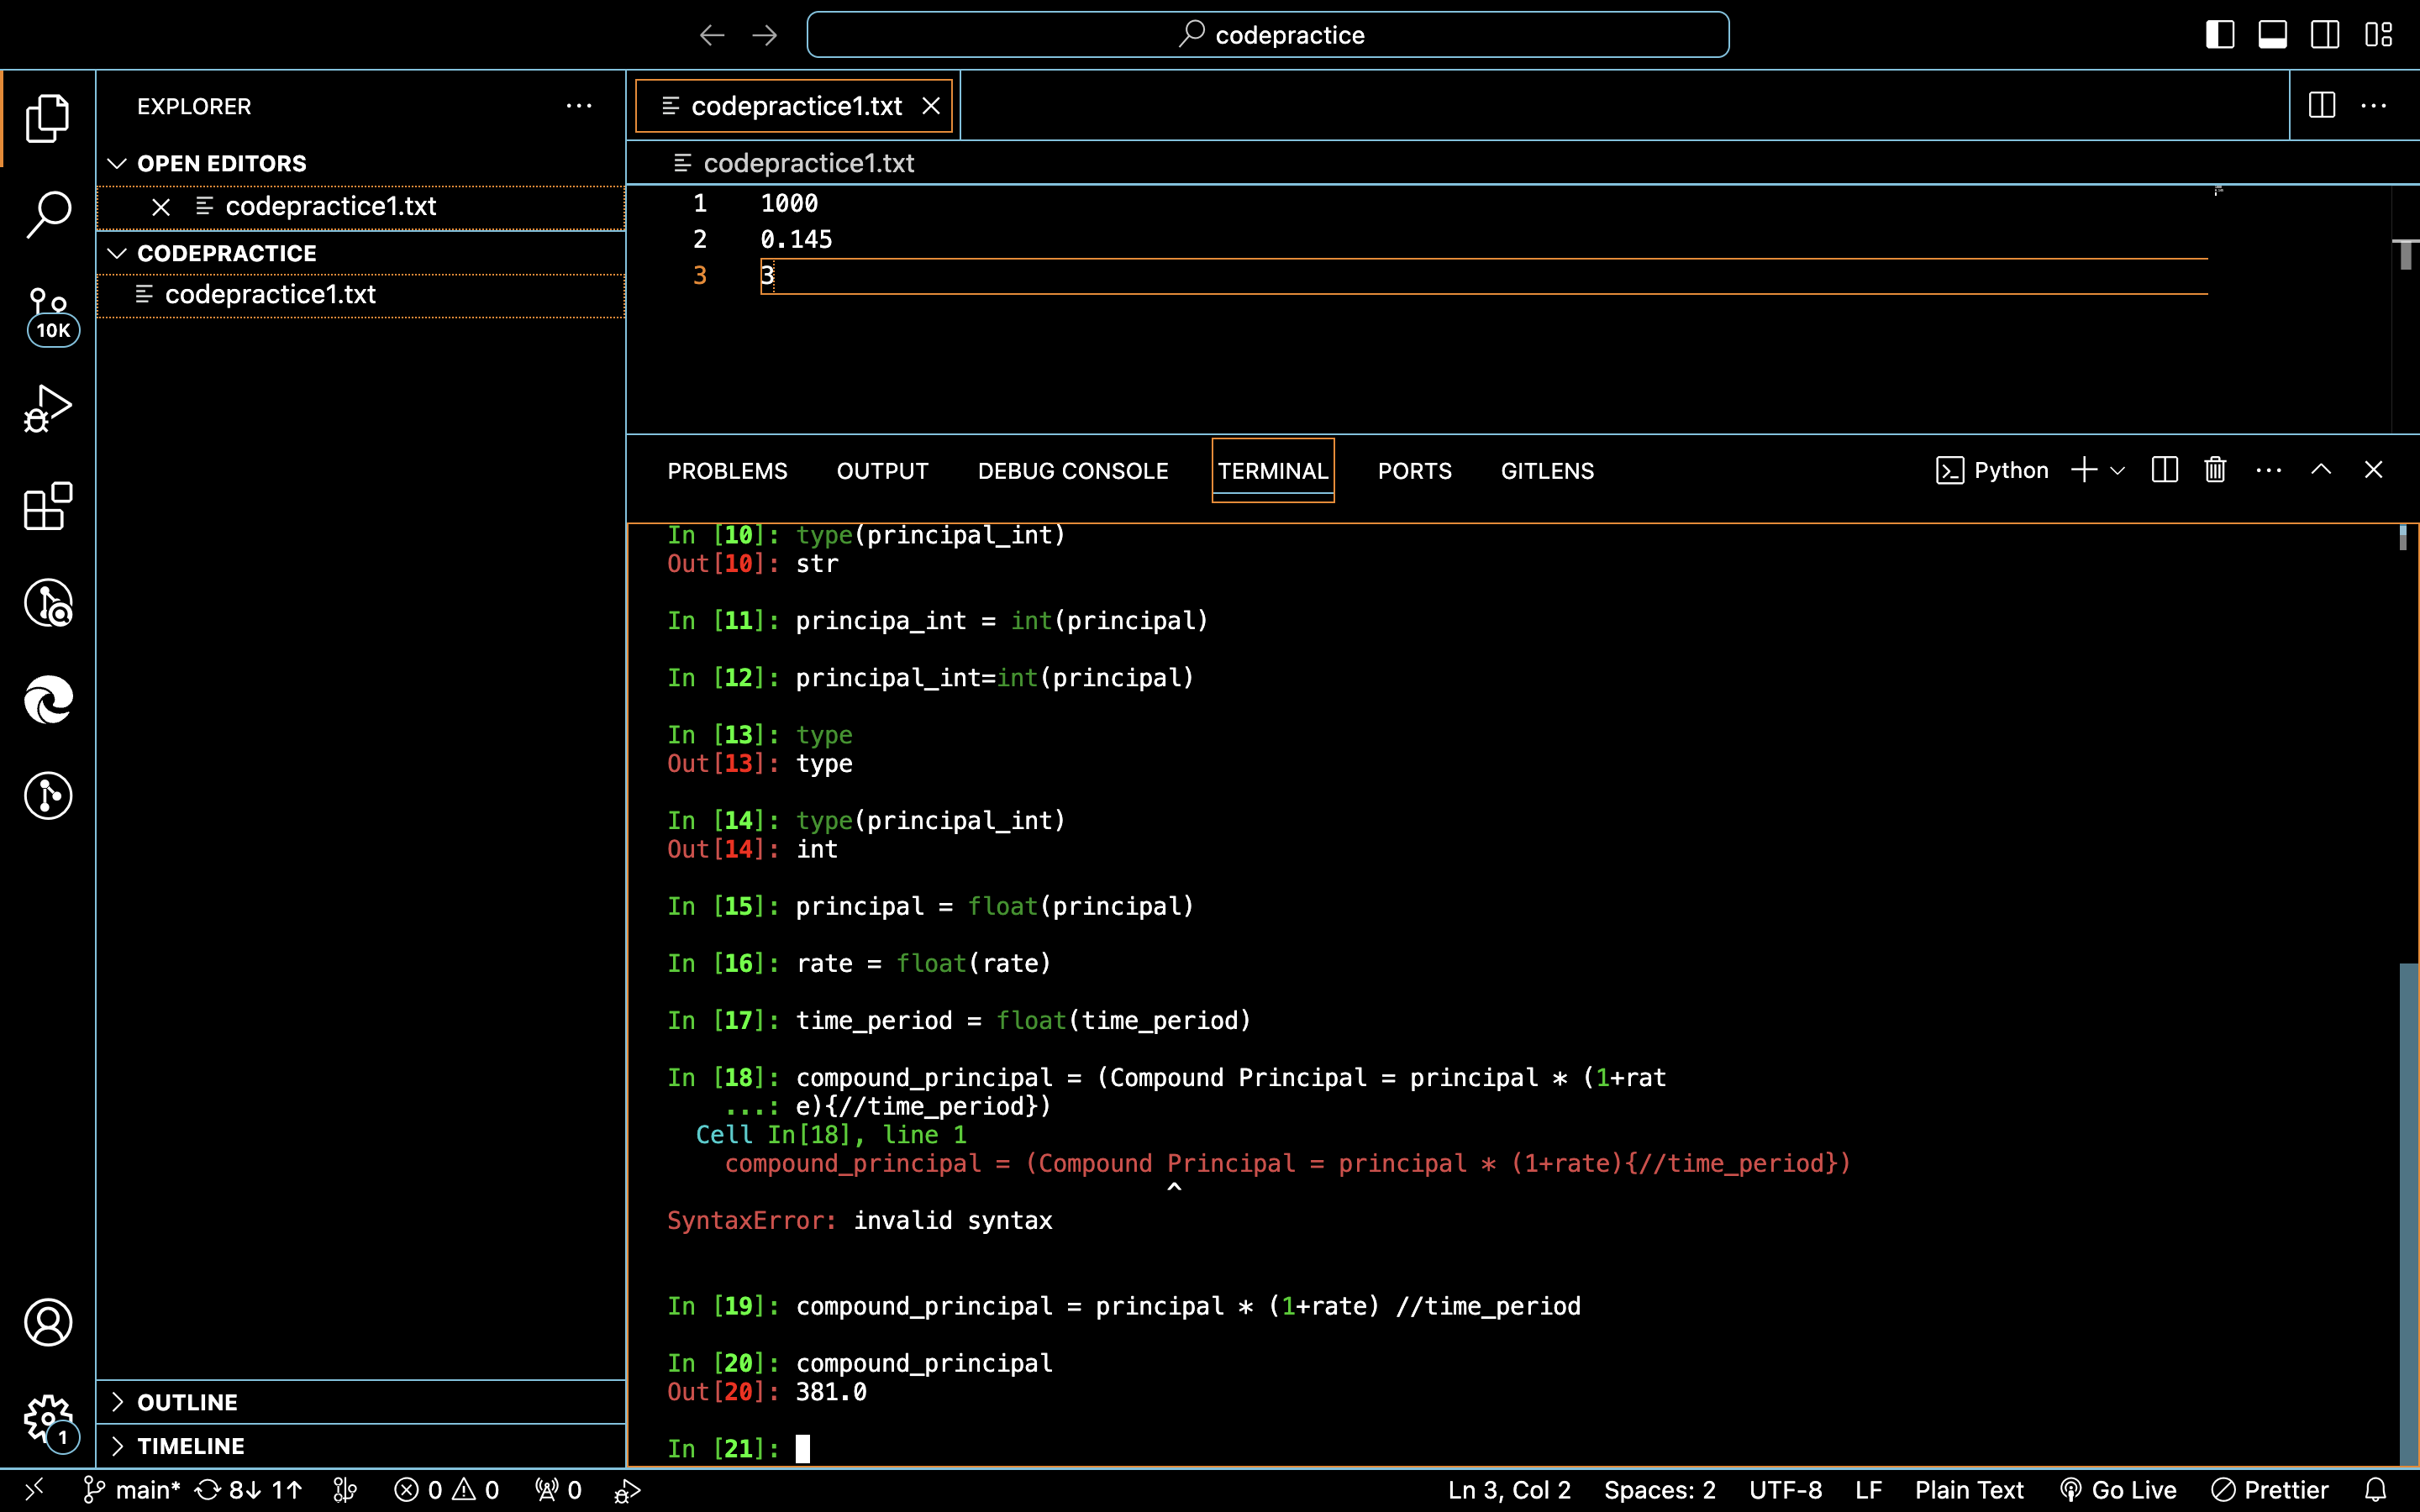 codepractice
EXPLORER
OPEN EDITORS
codepractice1.txt
CODEPRACTICE
codepractice1.txt
10K
OUTLINE
TIMELINE
1
codepractice1.txt
codepractice1.txt
1 1000
2 0.145
3 3
PROBLEMS OUTPUT DEBUG CONSOLE TERMINAL PORTS GITLENS Python
In [10]: type(principal_int)
Out[10]: str
In [11]: principa_int = int(principal)
In [12]: principal_int=int(principal)
In [13]: type
Out[13]: type
In [14]: type(principal_int)
Out[14]: int
In [15]: principal = float(principal)
In [16]: rate = float(rate)
In [17]: time_period = float(time_period)
In [18]: compound_principal = (Compound Principal = principal * (1+rat
...: e){//time_period})
Cell In[18], line 1
compound_principal = (Compound Principal = principal * (1+rate){//time_period})
^
SyntaxError: invalid syntax
In [19]: compound_principal = principal * (1+rate) //time_period
In [20]: compound_principal
Out[20]: 381.0
In [21]:
main* 8↓ 1↑ 0 0 0 Ln 3, Col 2 Spaces: 2 UTF-8 LF Plain Text Go Live Prettier